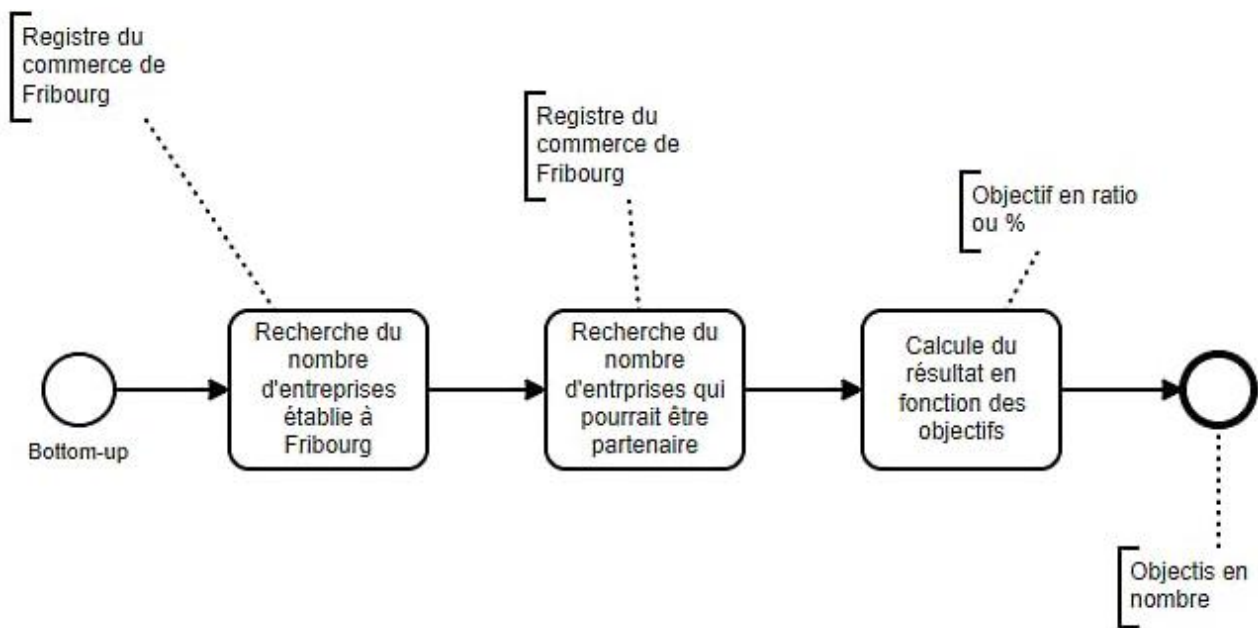 Registre du
commerce de
Fribourg
Registre du
commerce de
Fribourg
Objectif en ratio
ou %
Bottom-up
Recherche du
nombre
d'entreprises
établie à
Fribourg
Recherche du
nombre
d'entrprises qui
pourrait être
partenaire
Calcule du
résultat en
fonction des
objectifs
Objectis en
nombre